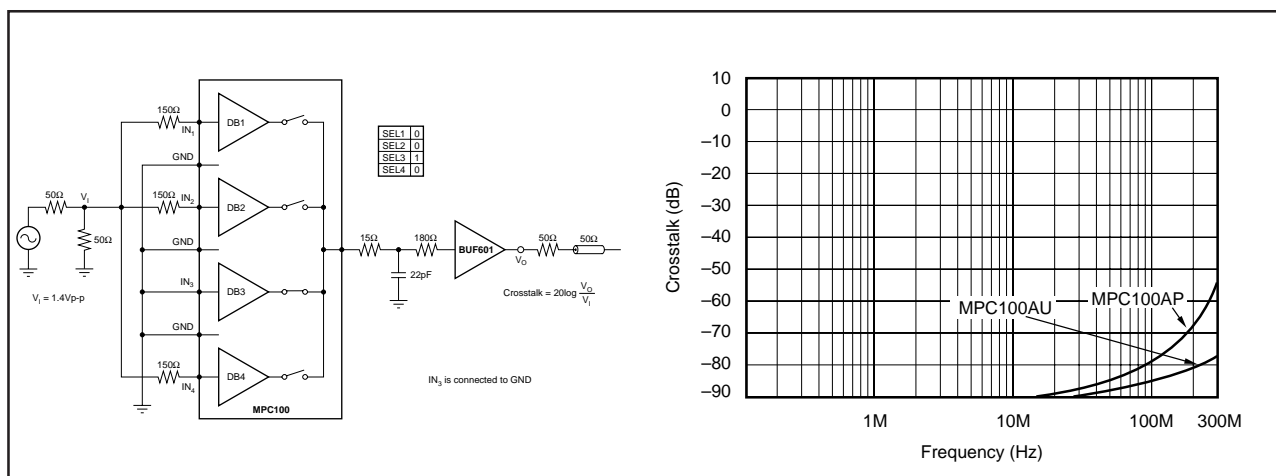 150Ω
IN1
DB1
GND
50Ω
VI
150Ω
IN2
DB2
50Ω
GND
IN3
DB3
VI = 1.4Vp-p
GND
150Ω
IN4
DB4
MPC100
SEL1 0
SEL2 0
SEL3 1
SEL4 0
15Ω
180Ω
22pF
BUF601
VO
50Ω
50Ω
Crosstalk = 20log VO
VI
IN3 is connected to GND
10
0
–10
–20
–30
–40
–50
–60
–70
–80
–90
Crosstalk (dB)
MPC100AP
MPC100AU
1M
10M
100M
300M
Frequency (Hz)